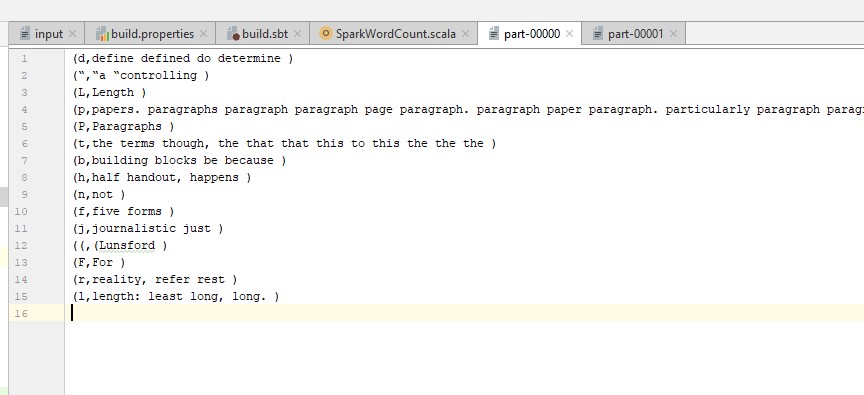 input build.properties build.sbt SparkWordCount.scala part-00000 part-00001
1 (d,define defined do determine )
2 (“,“a “controlling )
3 (L,Length )
4 (p,papers. paragraphs paragraph paragraph page paragraph. paragraph paper paragraph. particularly paragraph parag
5 (P,Paragraphs )
6 (t,the terms though, the that that this to this the the the )
7 (b,building blocks be because )
8 (h,half handout, happens )
9 (n,not )
10 (f,five forms )
11 (j,journalistic just )
12 ((,(Lunsford )
13 (F,For )
14 (r,reality, refer rest )
15 (l,length: least long, long. )
16